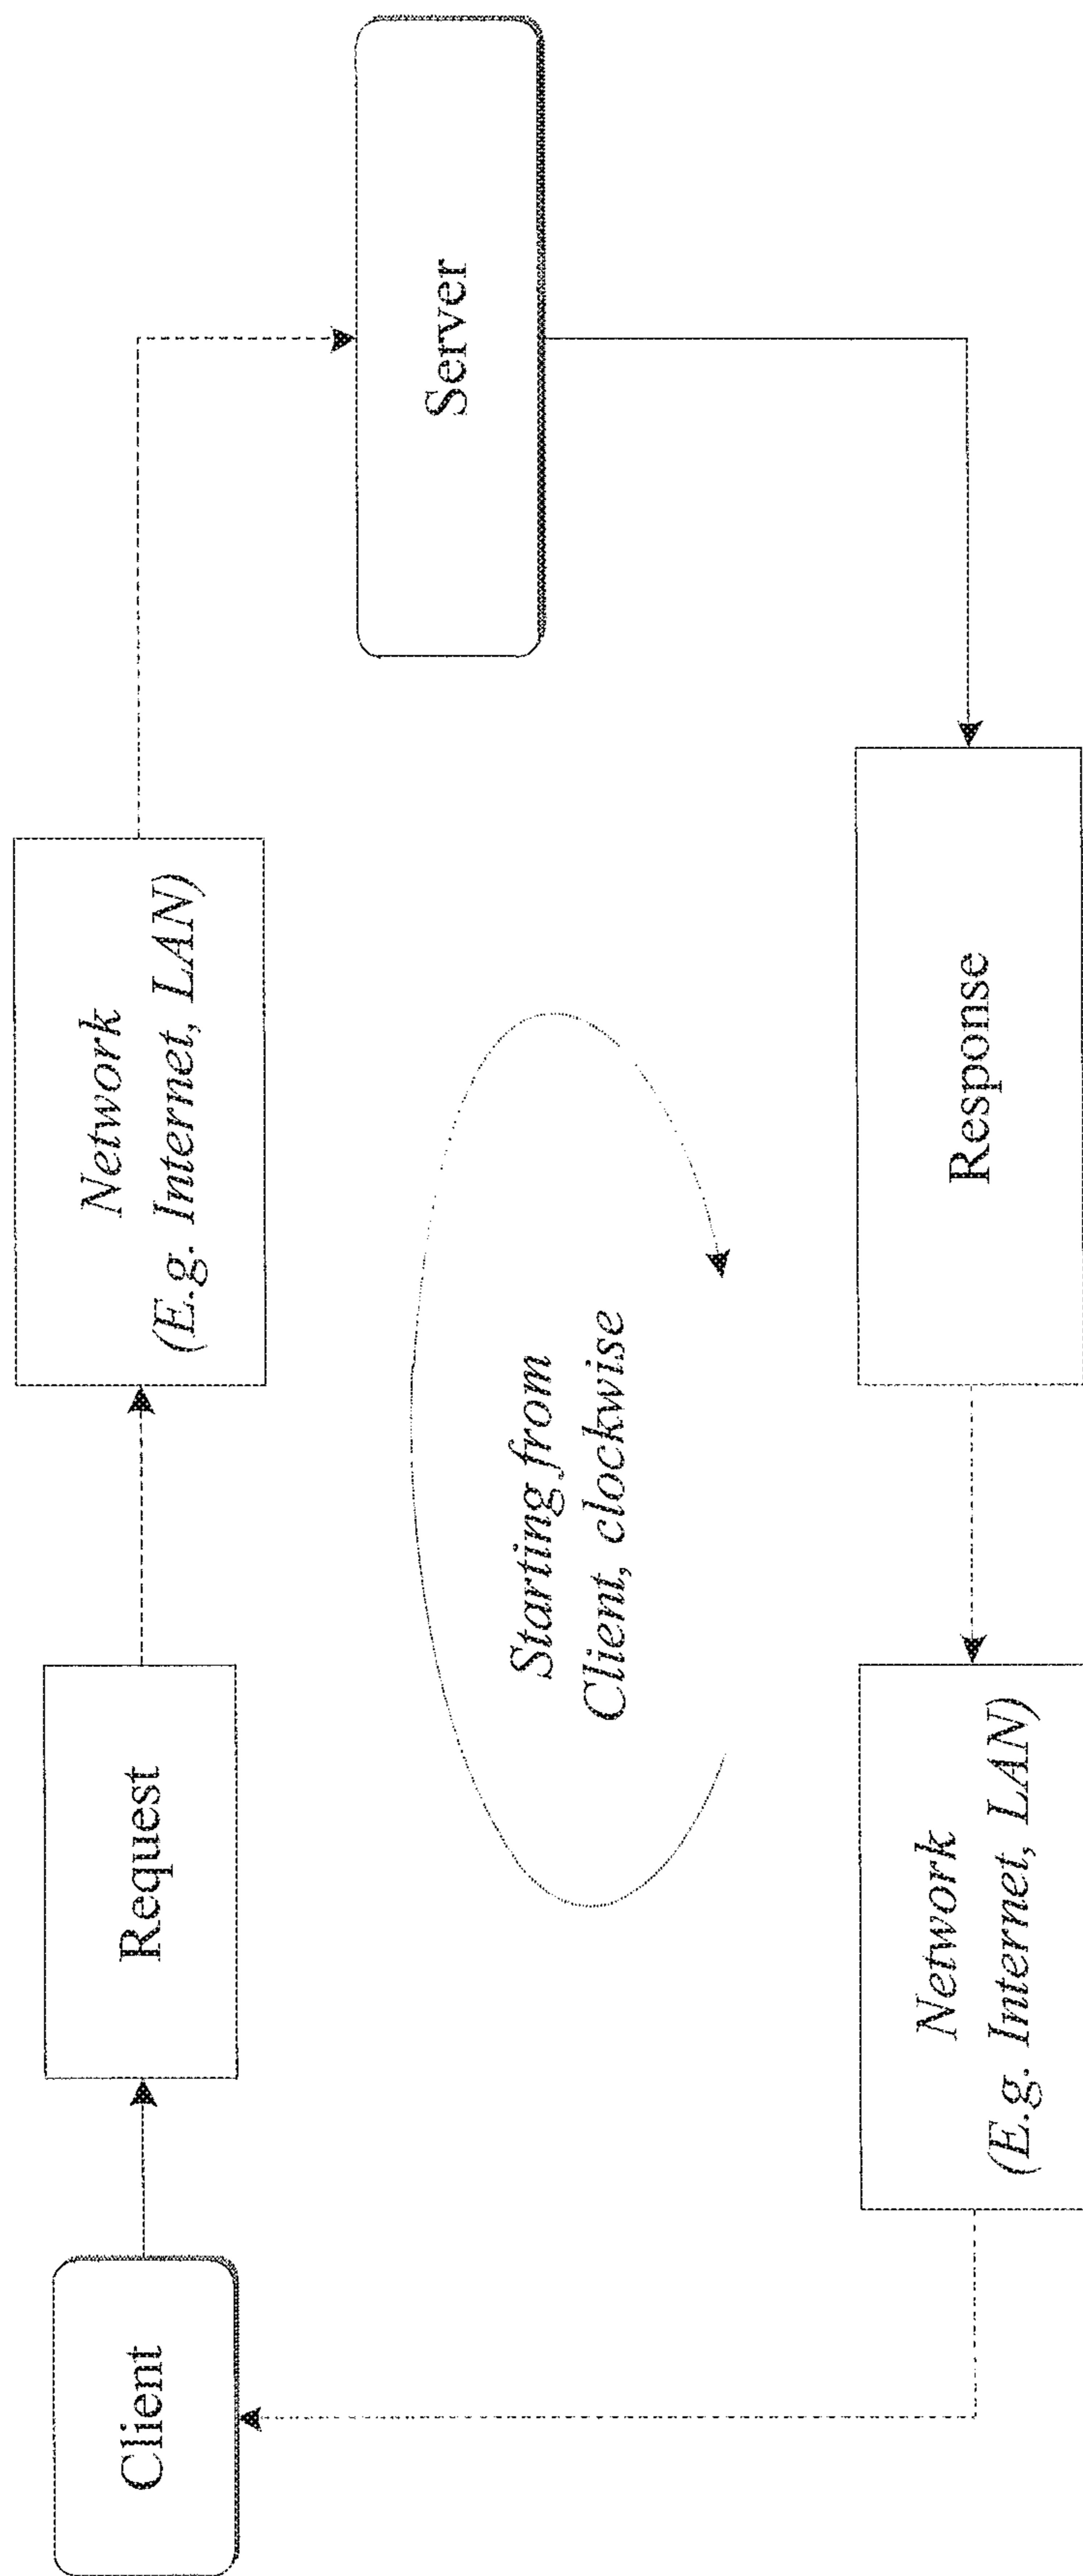 Client
Request
Network
(E.g. Internet, LAN)
Server
Starting from
Client, clockwise
Response
Network
(E.g. Internet, LAN)